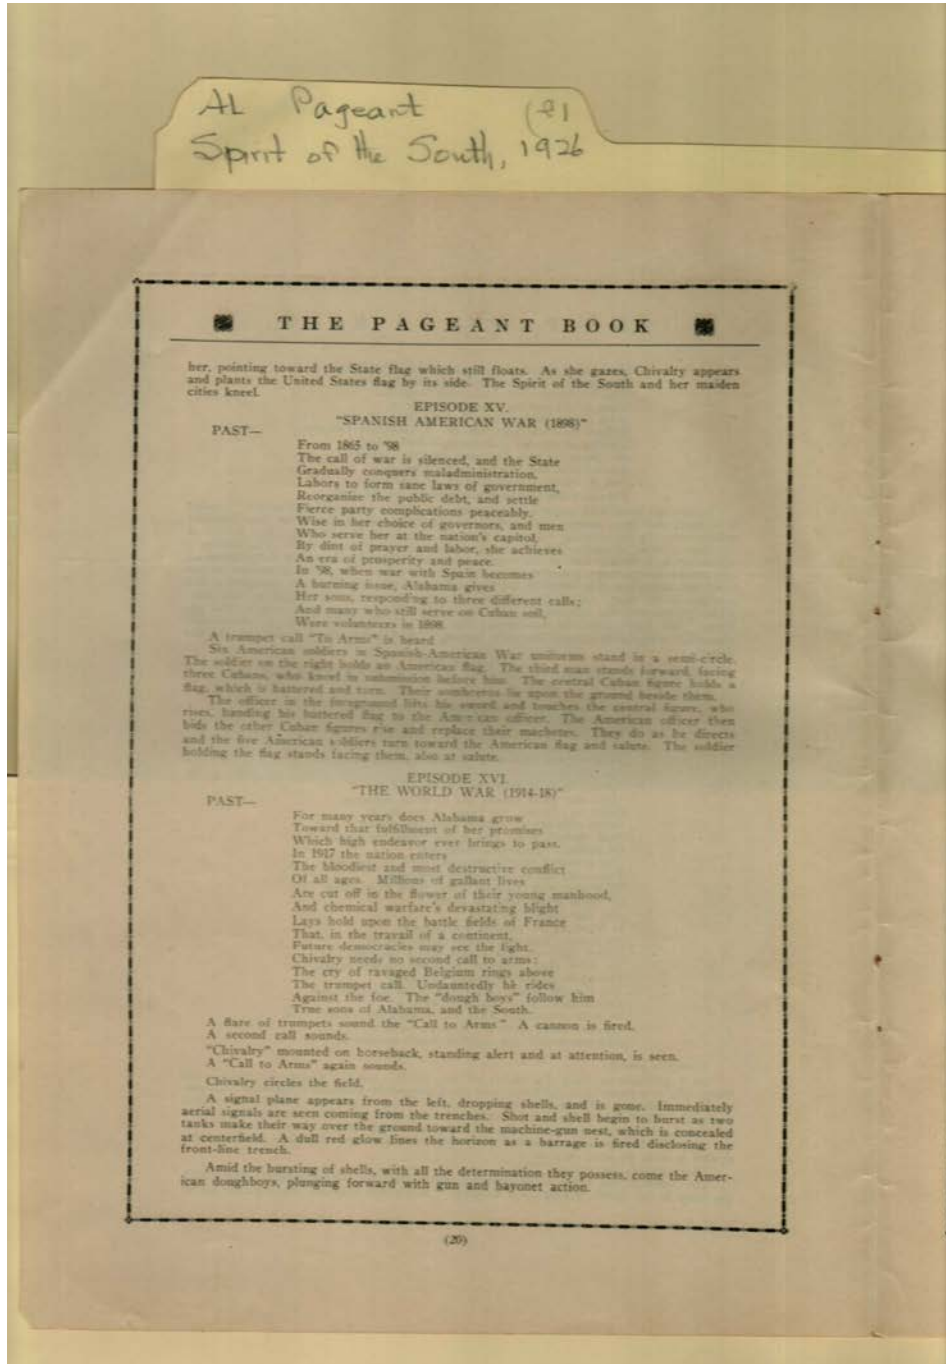 AL Pageant
Spirit of the South, 1926
THE PAGEANT BOOK
her, pointing toward the State flag which still floats. As she gazes, Chivalry appears
and plants the United States flag by its side. The Spirit of the South and her maiden
cities kneel.
EPISODE XV.
"SPANISH AMERICAN WAR (1898)"
PAST—
From 1865 to '98
The call of war is silenced, and the State
Gradually conquers maladministration,
Labors to form sane laws of government,
Reorganize the public debt, and settle
Fierce party complications peaceably.
Wise in her choice of governors, and men
Who serve her at the nation's capitol,
By dint of prayer and labor, she achieves
An era of prosperity and peace.
In '98, when war with Spain becomes
A burning issue, Alabama gives
Her sons, responding to three different calls;
And many who still serve on Cuban soil,
Were volunteers in 1898.
A trumpet call "To Arms" is heard
Six American soldiers in Spanish-American War uniforms stand in a semi-circle.
The soldier on the right holds an American flag. The third man stands forward, facing
three Cubans, who kneel in submission before him. The central Cuban figure holds a
flag, which is battered and torn. Their sombreros lie upon the ground beside them.
The officer in the foreground lifts his sword and touches the central figure, who
rises, handing his battered flag to the American officer. The American officer then
bids the other Cuban figures rise and replace their machetes. They do as he directs
and the five American soldiers turn toward the American flag and salute. The soldier
holding the flag stands facing them, also at salute.
EPISODE XVI.
"THE WORLD WAR (1914-18)"
PAST—
For many years does Alabama grow
Toward that fulfillment of her promises
Which high endeavor ever brings to pass.
In 1917 the nation enters
The bloodiest and most destructive conflict
Of all ages. Millions of gallant lives
Are cut off in the flower of their young manhood,
And chemical warfare's devastating blight
Lays hold upon the battle fields of France
That, in the travail of a continent,
Future democracies may see the light.
Chivalry needs no second call to arms;
The cry of ravaged Belgium rings above
The trumpet call. Undauntedly he rides
Against the foe. The "dough boys" follow him
True sons of Alabama, and the South.
A flare of trumpets sound the "Call to Arms" A cannon is fired.
A second call sounds.
"Chivalry" mounted on horseback, standing alert and at attention, is seen.
A "Call to Arms" again sounds.
Chivalry circles the field.
A signal plane appears from the left, dropping shells, and is gone. Immediately
aerial signals are seen coming from the trenches. Shot and shell begin to burst as two
tanks make their way over the ground toward the machine-gun nest, which is concealed
at centerfield. A dull red glow lines the horizon as a barrage is fired disclosing the
front-line trench.
Amid the bursting of shells, with all the determination they possess, come the Amer-
ican doughboys, plunging forward with gun and bayonet action.
(20)